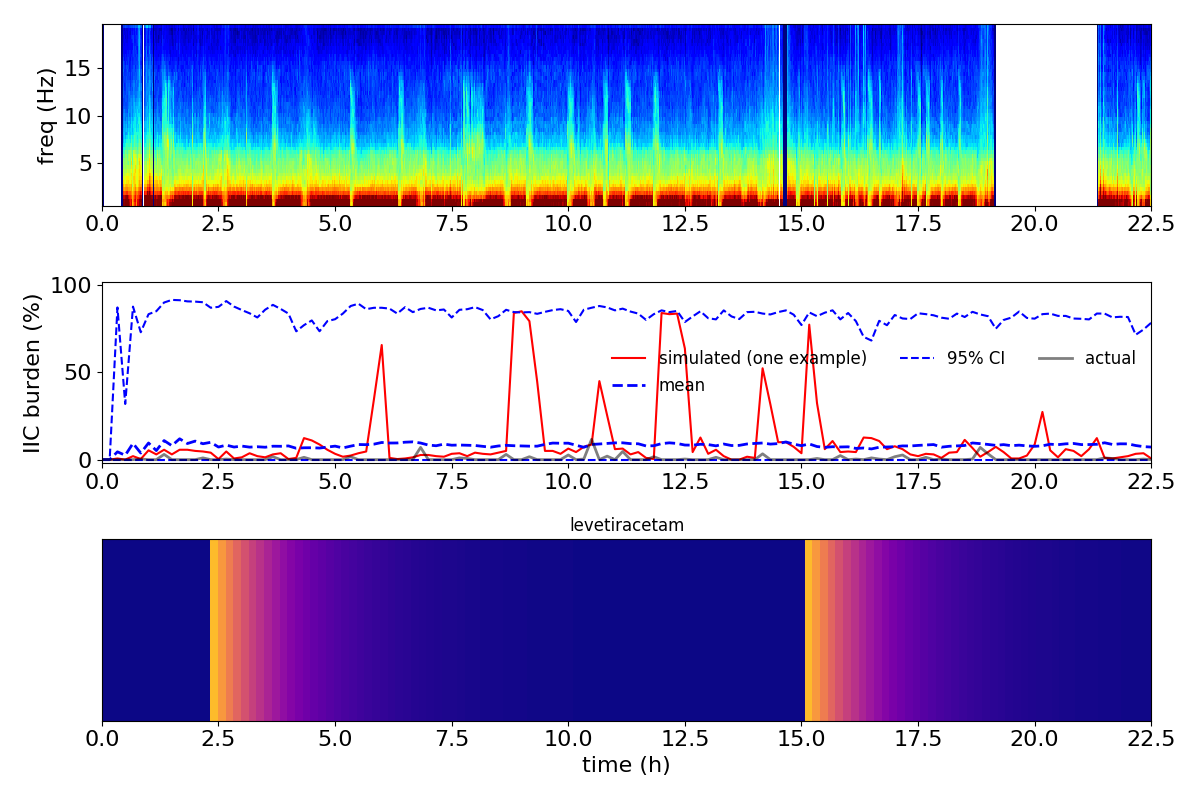 freq (Hz)
15
10
5
0.0 2.5 5.0 7.5 10.0 12.5 15.0 17.5 20.0 22.5
IIC burden (%)
100
50
0
simulated (one example) 95% CI actual
mean
0.0 2.5 5.0 7.5 10.0 12.5 15.0 17.5 20.0 22.5
levetiracetam
0.0 2.5 5.0 7.5 10.0 12.5 15.0 17.5 20.0 22.5
time (h)